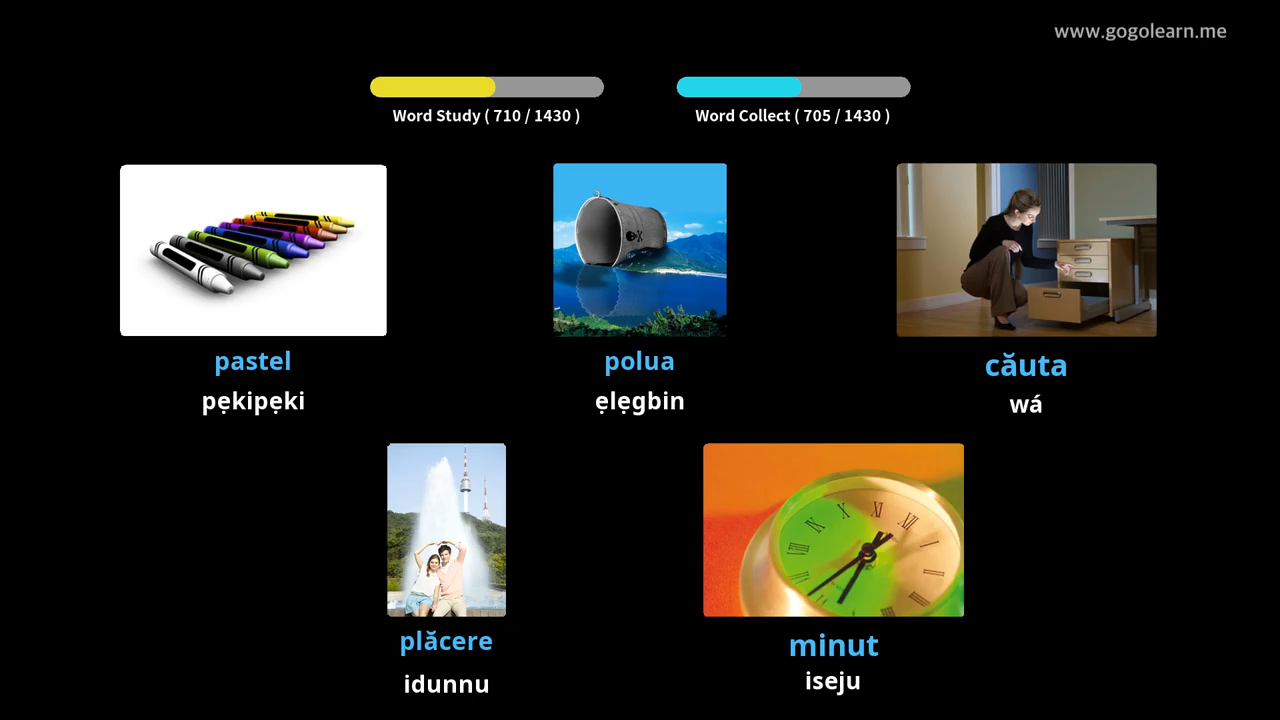 www.gogolearn.me
Word Study ( 710 / 1430 )
Word Collect ( 705 / 1430 )
pastel
pẹkipẹki
polua
ẹlẹgbin
căuta
wá
plăcere
idunnu
minut
iseju